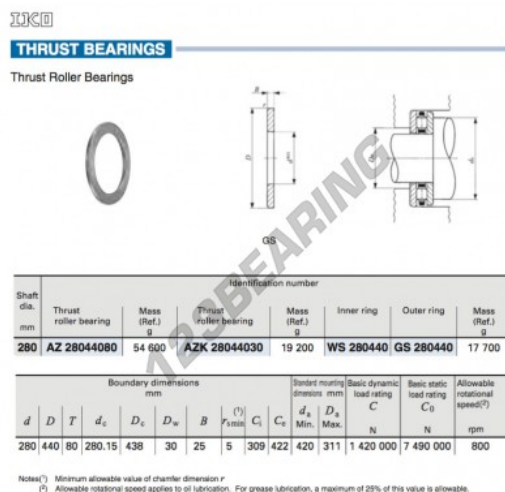 IKO
THRUST BEARINGS
Thrust Roller Bearings
B
r
D
GS
123BEARING
Identification number
Shaft dia. mm Thrust roller bearing Mass (Ref.) g Thrust roller bearing Mass (Ref.) g Inner ring Outer ring Mass (Ref.) g
280 AZ 28044080 54 600 AZK 28044030 19 200 WS 280440 GS 280440 17 700
Boundary dimensions mm Standard mounting dimensions mm Basic dynamic load rating C N Basic static load rating C0 N Allowable rotational speed(2) rpm
d D T dc Dc Dw B rs min(1) Ci Ce da Min. Da Max.
280 440 80 280.15 438 30 25 5 309 422 420 311 1 420 000 7 490 000 800
Notes(1) Minimum allowable value of chamfer dimension r
(2) Allowable rotational speed applies to oil lubrication. For grease lubrication, a maximum of 25% of this value is allowable.